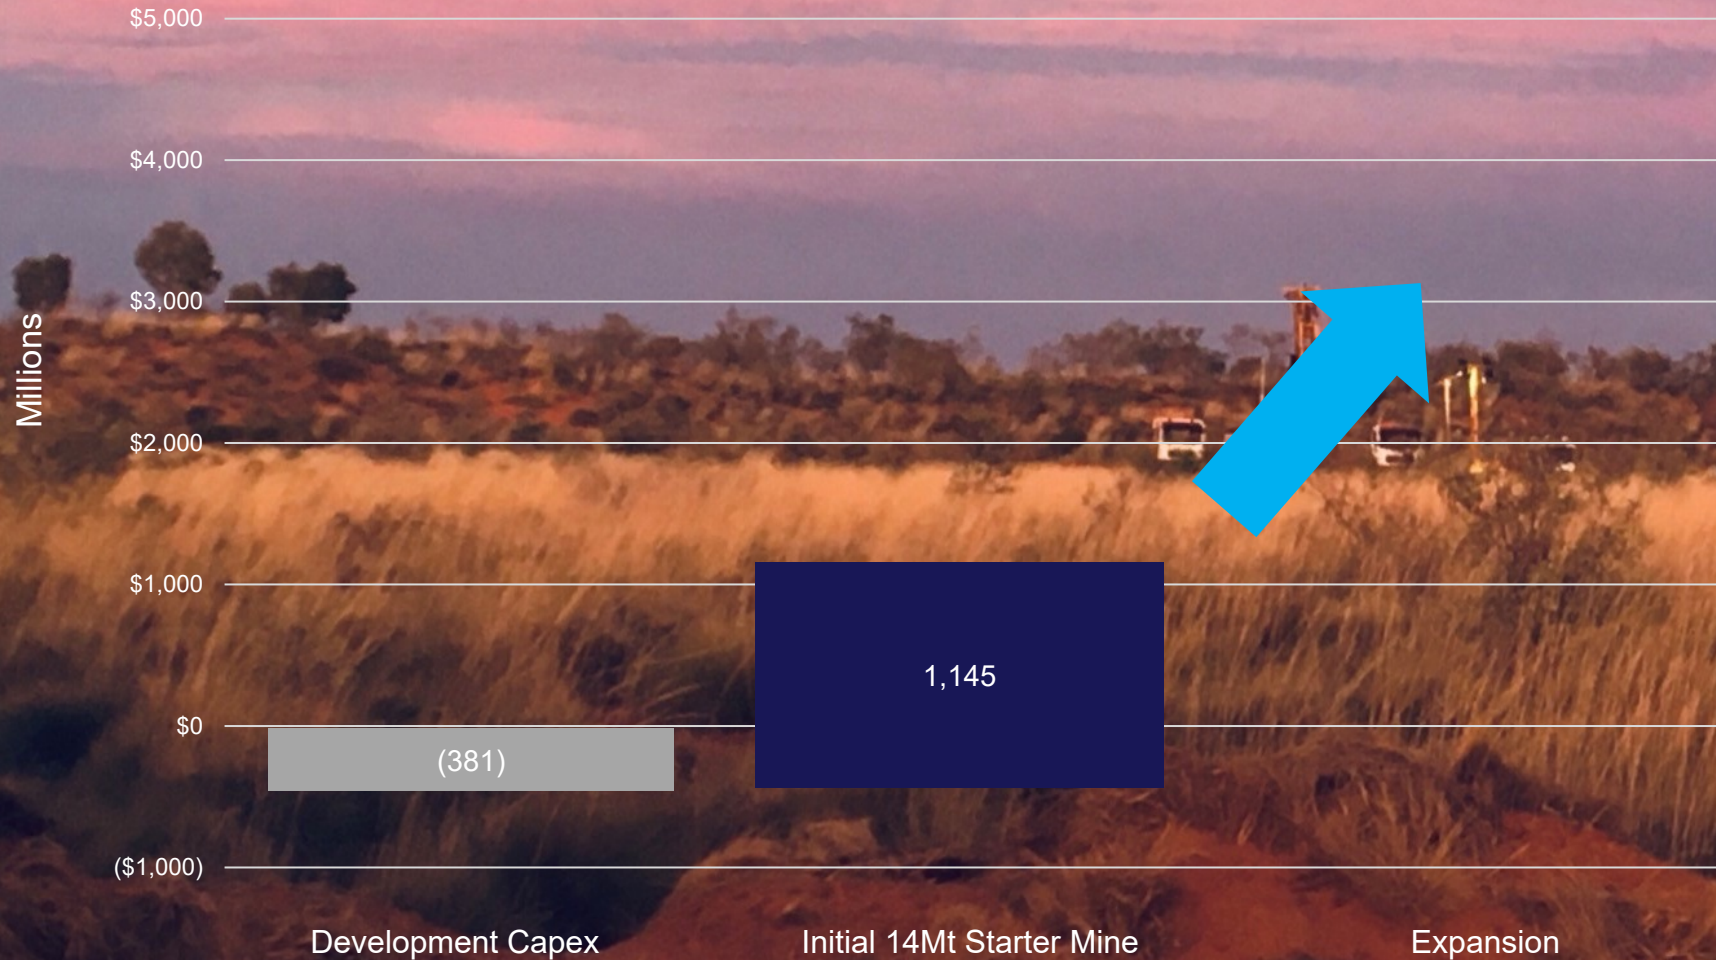 $5,000
$4,000
$3,000
Millions
$2,000
$1,000
1,145
$0
(381)
($1,000)
Development Capex
Initial 14Mt Starter Mine
Expansion